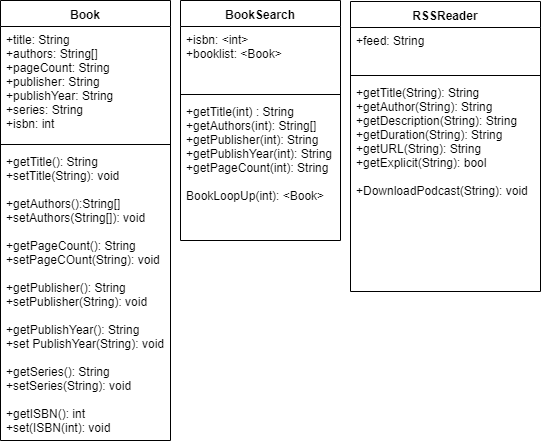 Book
+title: String
+authors: String[]
+pageCount: String
+publisher: String
+publishYear: String
+series: String
+isbn: int
+getTitle(): String
+setTitle(String): void
+getAuthors():String[]
+setAuthors(String[]): void
+getPageCount(): String
+setPageCOunt(String): void
+getPublisher(): String
+setPublisher(String): void
+getPublishYear(): String
+set PublishYear(String): void
+getSeries(): String
+setSeries(String): void
+getISBN(): int
+set(ISBN(int): void
BookSearch
+isbn: <int>
+booklist: <Book>
+getTitle(int) : String
+getAuthors(int): String[]
+getPublisher(int): String
+getPublishYear(int): String
+getPageCount(int): String
BookLoopUp(int): <Book>
RSSReader
+feed: String
+getTitle(String): String
+getAuthor(String): String
+getDescription(String): String
+getDuration(String): String
+getURL(String): String
+getExplicit(String): bool
+DownloadPodcast(String): void